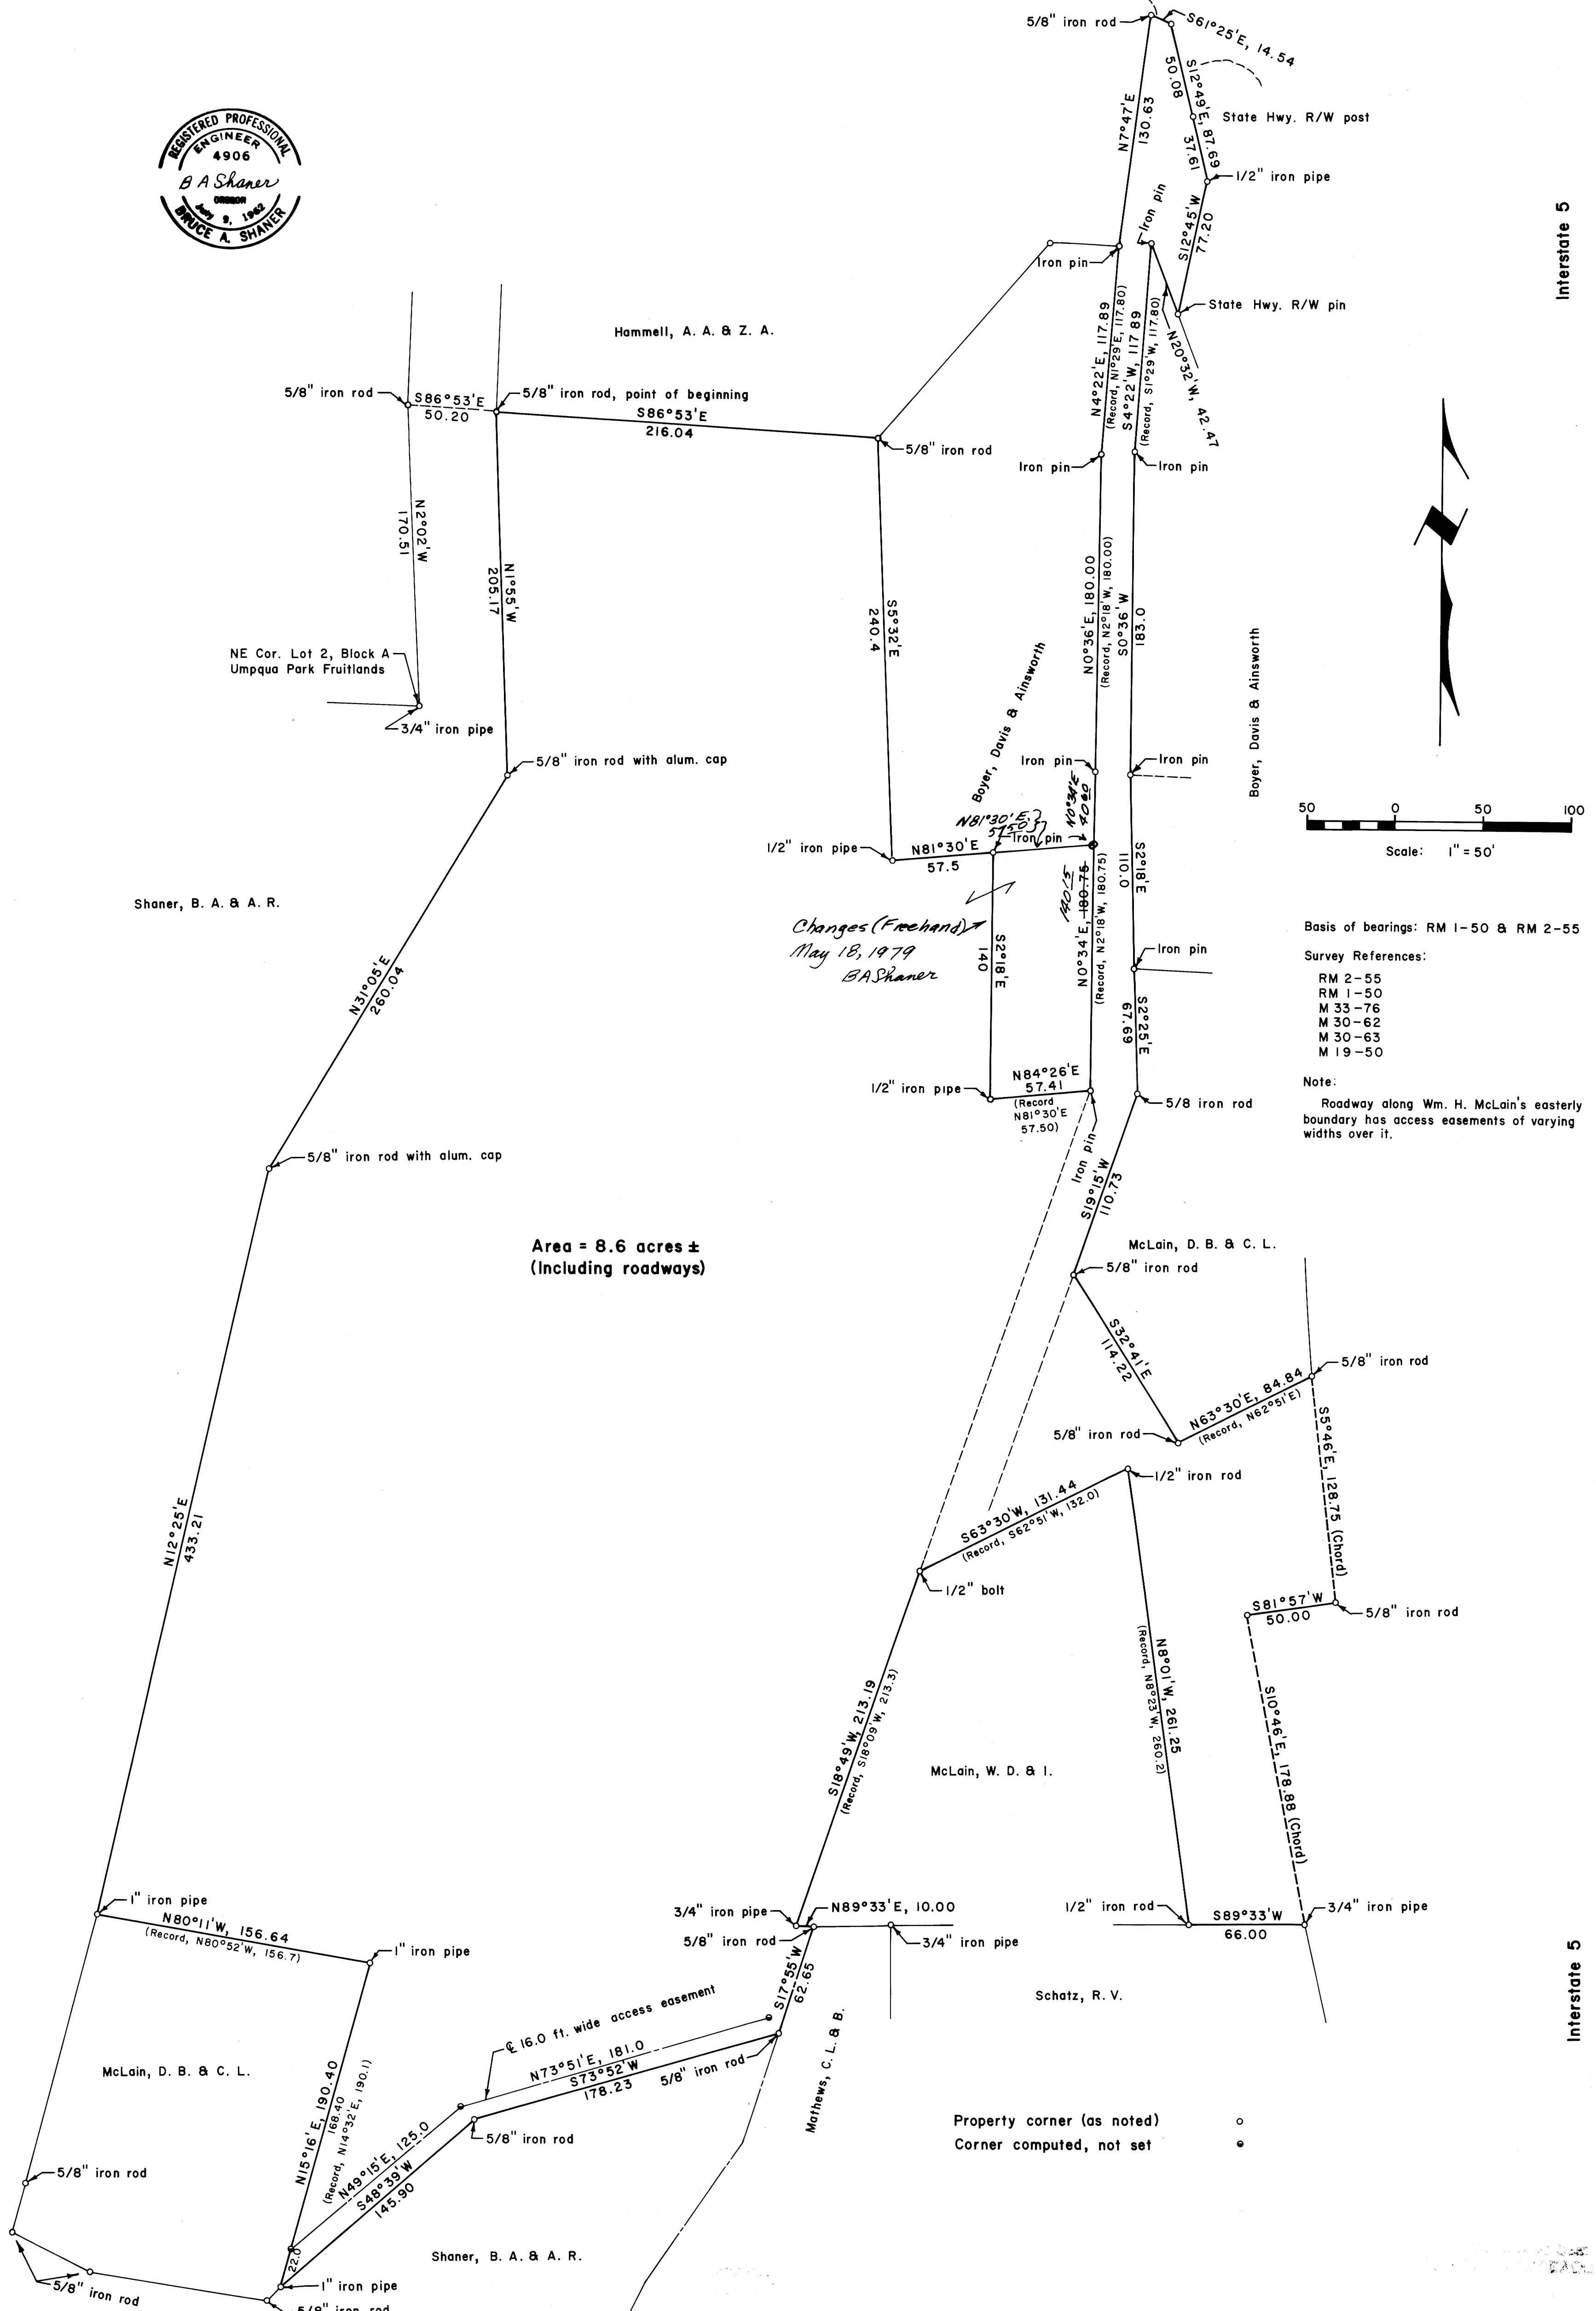 5/8" iron rod
S61°25'E, 14.54
S12°49'E, 87.69
50.08
37.61
State Hwy. R/W post
1/2" iron pipe
N7°47'E
130.63
REGISTERED PROFESSIONAL
ENGINEER
4906
B A Shaner
OREGON
July 9, 1962
BRUCE A. SHANER
Interstate 5
Iron pin
S12°45'W
77.20
Iron pin
State Hwy. R/W pin
N20°32'W, 42.47
N4°22'E, 117.89
(Record, N1°29'E, 117.80)
S4°22'W, 117 89
(Record, S1°29'W, 117.80)
Hammell, A. A. & Z. A.
5/8" iron rod
S86°53'E
50.20
5/8" iron rod, point of beginning
S86°53'E
216.04
5/8" iron rod
Iron pin
Iron pin
N2°02'W
170.51
N1°55'W
205.17
S5°32'E
240.4
N0°36'E, 180.00
(Record, N2°18'W, 180.00)
S0°36'W
183.0
NE Cor. Lot 2, Block A
Umpqua Park Fruitlands
3/4" iron pipe
5/8" iron rod with alum. cap
Boyer, Davis & Ainsworth
Boyer, Davis & Ainsworth
Iron pin
Iron pin
50 0 50 100
Scale: 1" = 50'
N81°30'E,
57.50
N0°34'E
40.60
Iron pin
1/2" iron pipe
N81°30'E
57.5
S2°18'E
110.0
140.15
N0°34'E, 180.75
(Record, N2°18'W, 180.75)
Shaner, B. A. & A. R.
Changes (Freehand)
May 18, 1979
BAShaner
S2°18'E
140
Iron pin
S2°25'E
67.69
Basis of bearings: RM 1-50 & RM 2-55
Survey References:
RM 2-55
RM 1-50
M 33-76
M 30-62
M 30-63
M 19-50
Note:
Roadway along Wm. H. McLain's easterly
boundary has access easements of varying
widths over it.
N31°05'E
260.04
1/2" iron pipe
N84°26'E
57.41
(Record
N81°30'E
57.50)
Iron pin
5/8 iron rod
S19°15'W
110.73
5/8" iron rod with alum. cap
Area = 8.6 acres ±
(Including roadways)
McLain, D. B. & C. L.
5/8" iron rod
S32°41'E
114.22
N63°30'E, 84.84
(Record, N62°51'E)
5/8" iron rod
5/8" iron rod
S5°46'E, 128.75 (Chord)
1/2" iron rod
S63°30'W, 131.44
(Record, S62°51'W, 132.0)
1/2" bolt
N12°25'E
433.21
S81°57'W
50.00
5/8" iron rod
N8°01'W, 261.25
(Record, N8°23'W, 260.2)
S10°46'E, 178.88 (Chord)
S18°49'W, 213.19
(Record, S18°09'W, 213.3)
McLain, W. D. & I.
1" iron pipe
N80°11'W, 156.64
(Record, N80°52'W, 156.7)
1" iron pipe
3/4" iron pipe
N89°33'E, 10.00
5/8" iron rod
3/4" iron pipe
1/2" iron rod
S89°33'W
66.00
3/4" iron pipe
S17°55'W
62.65
Schatz, R. V.
Interstate 5
℄ 16.0 ft. wide access easement
N73°51'E, 181.0
S73°52'W
178.23
5/8" iron rod
Mathews, C. L. & B.
McLain, D. B. & C. L.
N15°16'E, 190.40
168.40
(Record, N14°32'E, 190.1)
N49°15'E, 125.0
S48°39'W
145.90
5/8" iron rod
Property corner (as noted)
Corner computed, not set
5/8" iron rod
22.0
Shaner, B. A. & A. R.
5/8" iron rod
1" iron pipe
5/8" iron rod